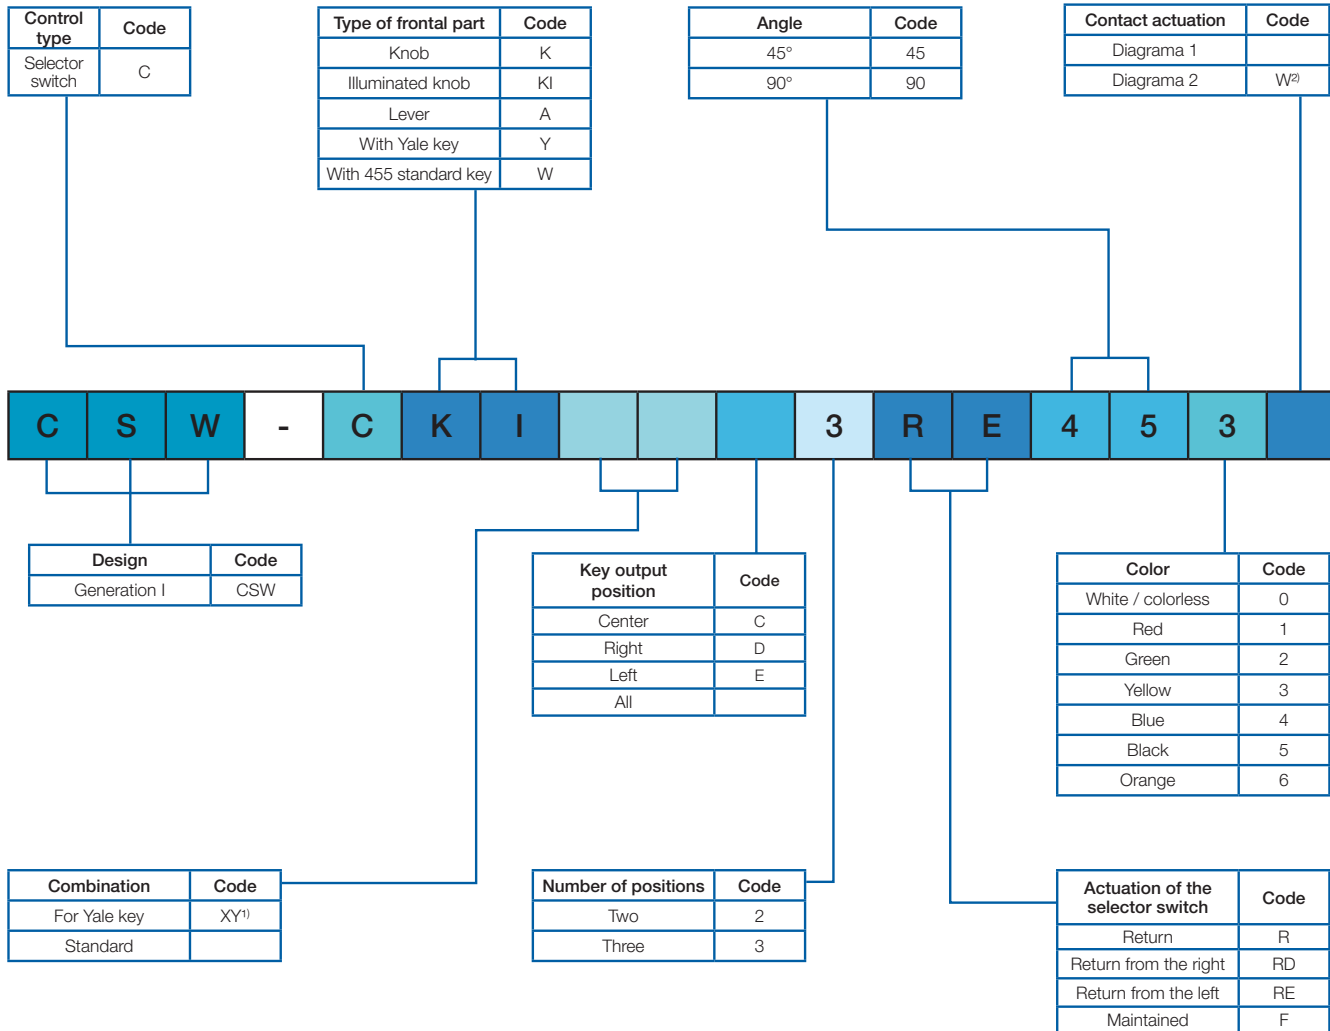 Control type Code
Selector switch C
Type of frontal part Code
Knob K
Illuminated knob KI
Lever A
With Yale key Y
With 455 standard key W
Angle Code
45° 45
90° 90
Contact actuation Code
Diagrama 1
Diagrama 2 W2)
C S W - C K I 3 R E 4 5 3
Design Code
Generation I CSW
Key output position Code
Center C
Right D
Left E
All
Color Code
White / colorless 0
Red 1
Green 2
Yellow 3
Blue 4
Black 5
Orange 6
Combination Code
For Yale key XY1)
Standard
Number of positions Code
Two 2
Three 3
Actuation of the selector switch Code
Return R
Return from the right RD
Return from the left RE
Maintained F